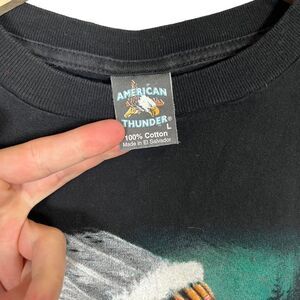 AMERICAN
THUNDER®
L
100% Cotton
Made in El Salvador